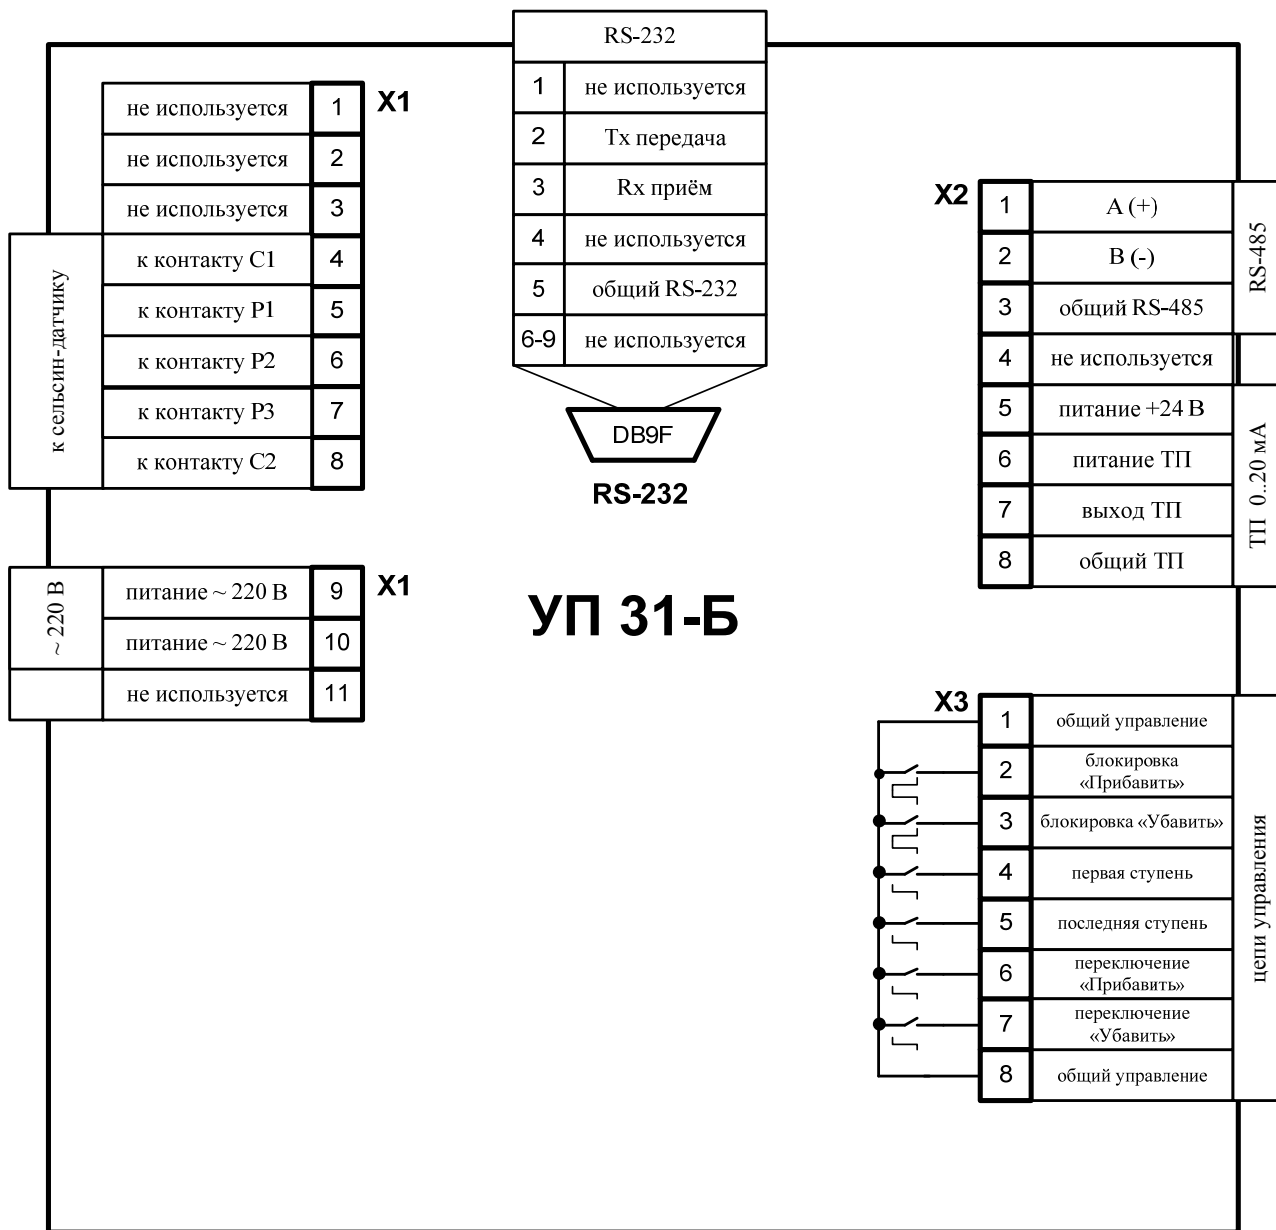 RS-232
1 не используется
2 Tx передача
3 Rx приём
4 не используется
5 общий RS-232
6-9 не используется
DB9F
RS-232
X1
не используется 1
не используется 2
не используется 3
к сельсин-датчику
к контакту C1 4
к контакту P1 5
к контакту P2 6
к контакту P3 7
к контакту C2 8
X1
~ 220 В
питание ~ 220 В 9
питание ~ 220 В 10
не используется 11
УП 31-Б
X2
1 A (+)
2 B (-)
3 общий RS-485
RS-485
4 не используется
5 питание +24 В
6 питание ТП
7 выход ТП
8 общий ТП
ТП 0..20 мА
X3
1 общий управление
2 блокировка
«Прибавить»
3 блокировка «Убавить»
4 первая ступень
5 последняя ступень
6 переключение
«Прибавить»
7 переключение
«Убавить»
8 общий управление
цепи управления